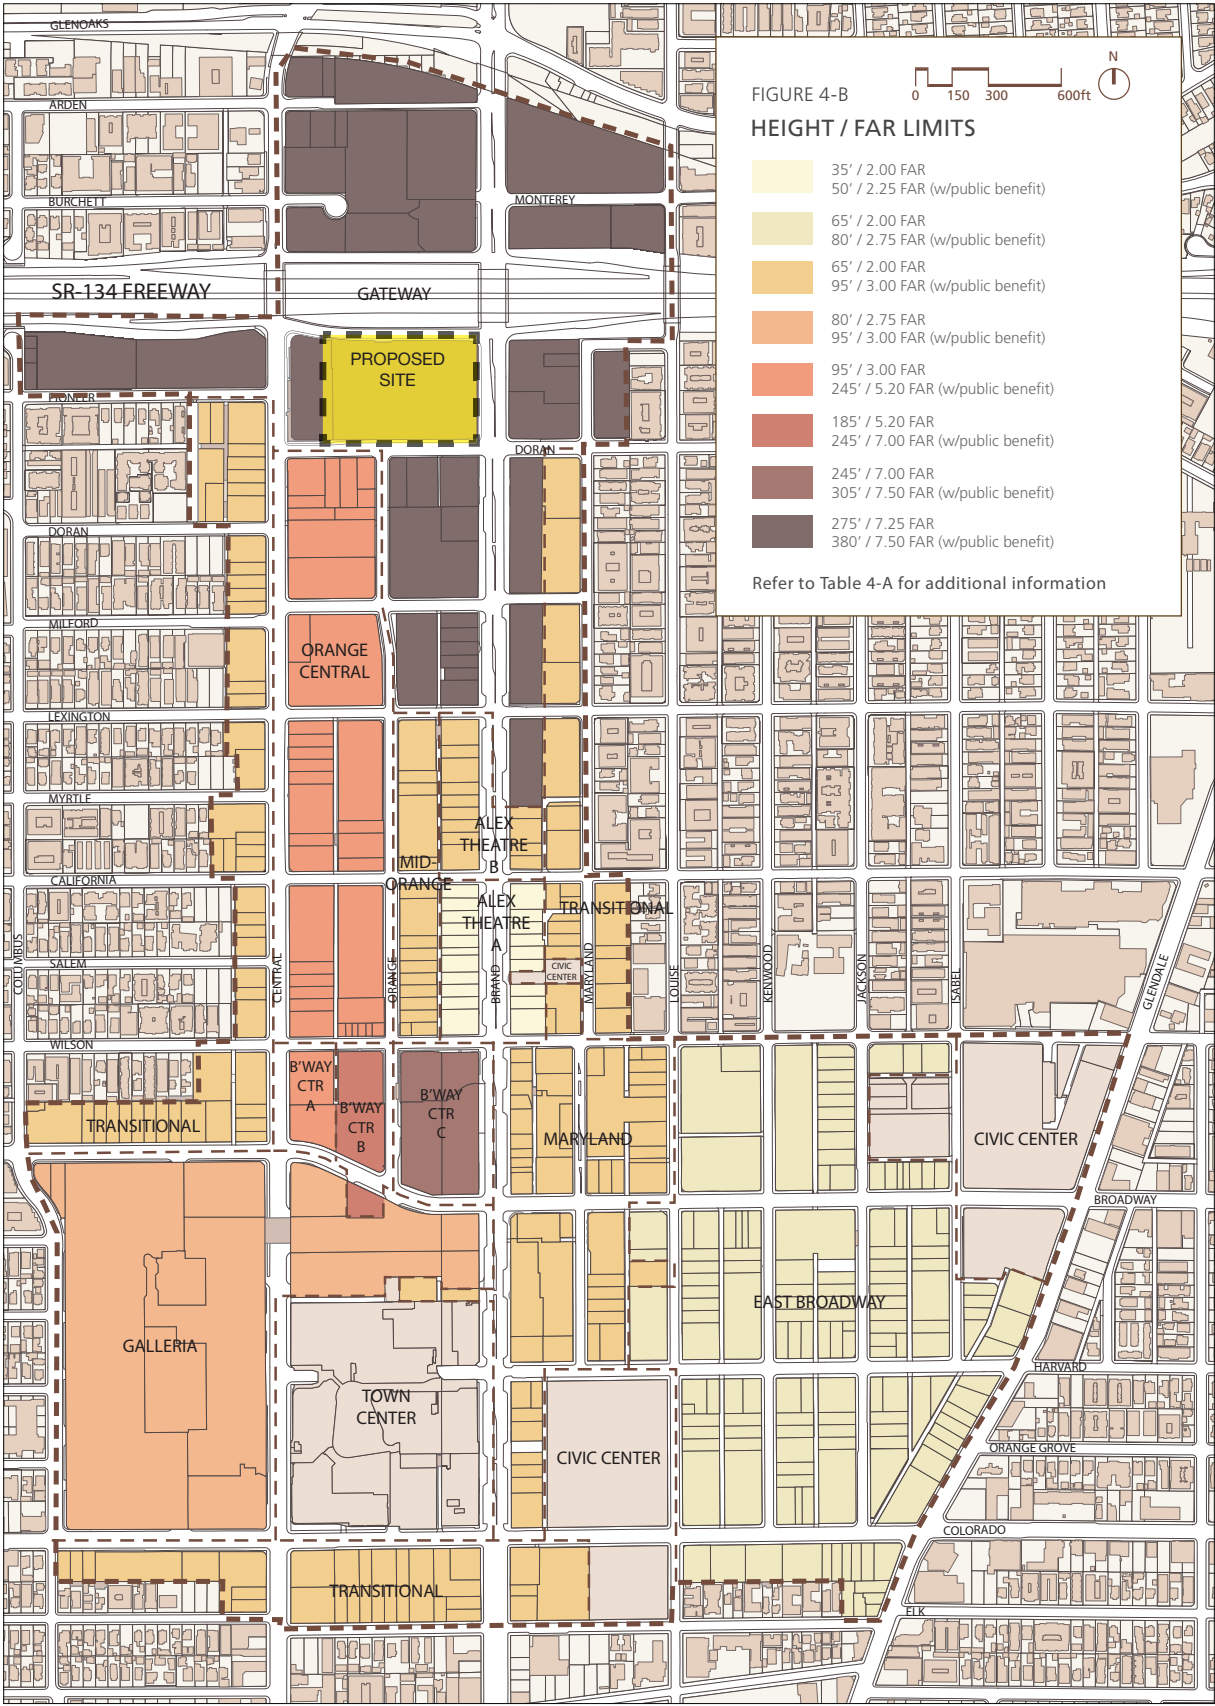 GLENOAKS
ARDEN
BURCHETT
MONTEREY
SR-134 FREEWAY
GATEWAY
FIGURE 4-B
0 150 300 600ft
N
HEIGHT / FAR LIMITS
35' / 2.00 FAR
50' / 2.25 FAR (w/public benefit)
65' / 2.00 FAR
80' / 2.75 FAR (w/public benefit)
65' / 2.00 FAR
95' / 3.00 FAR (w/public benefit)
80' / 2.75 FAR
95' / 3.00 FAR (w/public benefit)
95' / 3.00 FAR
245' / 5.20 FAR (w/public benefit)
185' / 5.20 FAR
245' / 7.00 FAR (w/public benefit)
245' / 7.00 FAR
305' / 7.50 FAR (w/public benefit)
275' / 7.25 FAR
380' / 7.50 FAR (w/public benefit)
Refer to Table 4-A for additional information
PROPOSED
SITE
PIONEER
DORAN
DORAN
MILFORD
ORANGE
CENTRAL
LEXINGTON
MYRTLE
ALEX
THEATRE
B
MID-
ORANGE
CALIFORNIA
ALEX
THEATRE
A
TRANSITIONAL
CIVIC
CENTER
COLUMBUS
CENTRAL
ORANGE
BRAND
MARYLAND
LOUISE
KENWOOD
JACKSON
ISABEL
GLENDALE
SALEM
WILSON
B'WAY
CTR
A
B'WAY
CTR
B
B'WAY
CTR
C
TRANSITIONAL
MARYLAND
CIVIC CENTER
BROADWAY
EAST BROADWAY
GALLERIA
HARVARD
TOWN
CENTER
CIVIC CENTER
ORANGE GROVE
COLORADO
TRANSITIONAL
ELK